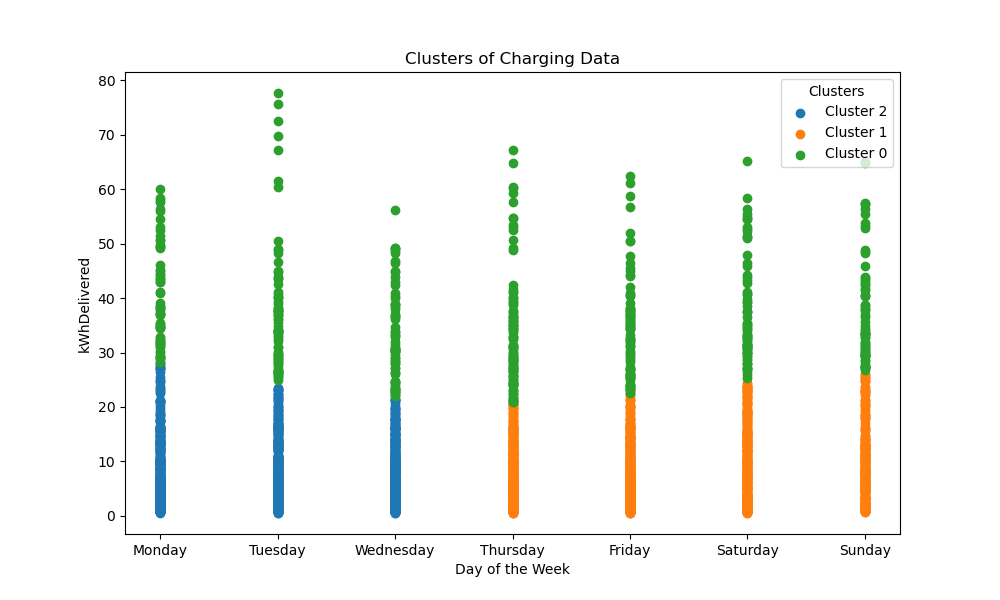 Clusters of Charging Data
80
70
60
50
40
30
20
10
0
kWhDelivered
Clusters
Cluster 2
Cluster 1
Cluster 0
Monday
Tuesday
Wednesday
Thursday
Friday
Saturday
Sunday
Day of the Week